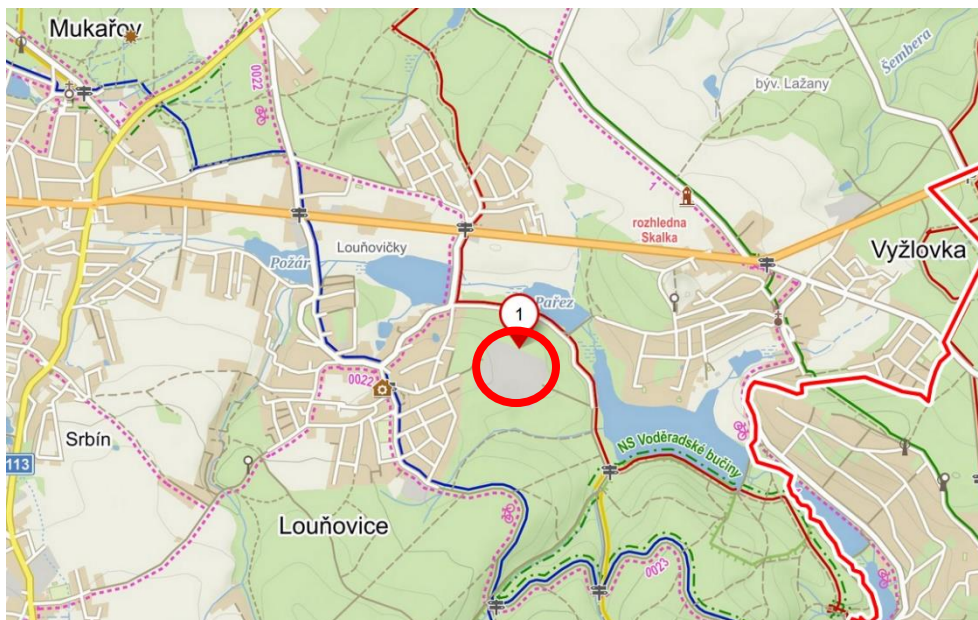 Mukařov
0022
býv. Lažany
Šembera
1
1
rozhledna
Skalka
Louňovičky
Požár
Vyžlovka
Pařez
1
0022
Srbín
113
NS Voděradské bučiny
Louňovice
0023